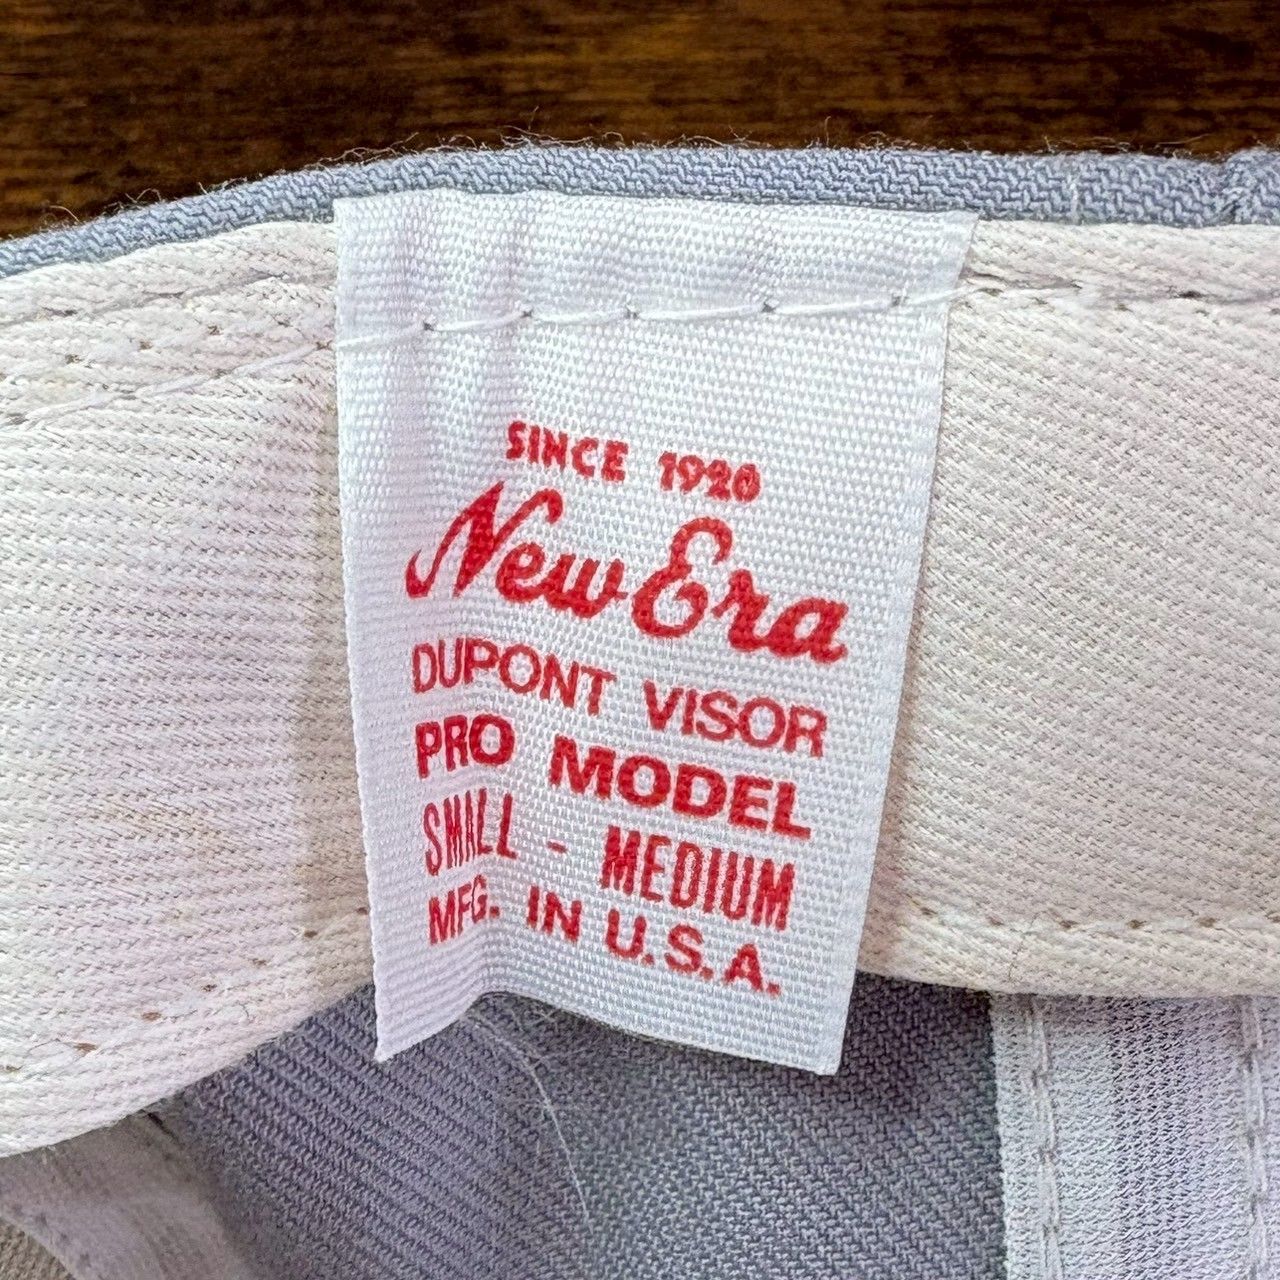 SINCE 1920
New Era
DUPONT VISOR
PRO MODEL
SMALL - MEDIUM
MFG. IN U.S.A.